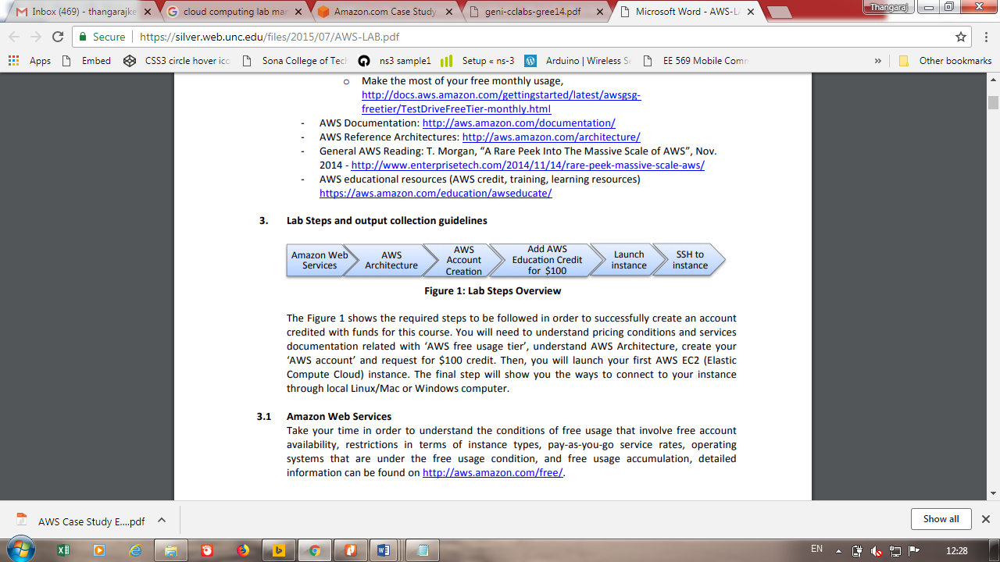 Inbox (469) - thangarajke
cloud computing lab mar
Amazon.com Case Study
geni-cclabs-gree14.pdf
Microsoft Word - AWS-LA
Thangaraj
Secure
https://silver.web.unc.edu/files/2015/07/AWS-LAB.pdf
Apps
Embed
CSS3 circle hover ico
Sona College of Tech
ns3 sample1
Setup « ns-3
Arduino | Wireless Se
EE 569 Mobile Comm
»
Other bookmarks
o Make the most of your free monthly usage,
http://docs.aws.amazon.com/gettingstarted/latest/awsgsg-
freetier/TestDriveFreeTier-monthly.html
- AWS Documentation: http://aws.amazon.com/documentation/
- AWS Reference Architectures: http://aws.amazon.com/architecture/
- General AWS Reading: T. Morgan, “A Rare Peek Into The Massive Scale of AWS”, Nov.
2014 - http://www.enterprisetech.com/2014/11/14/rare-peek-massive-scale-aws/
- AWS educational resources (AWS credit, training, learning resources)
https://aws.amazon.com/education/awseducate/
3. Lab Steps and output collection guidelines
Amazon Web
Services
AWS
Architecture
AWS
Account
Creation
Add AWS
Education Credit
for $100
Launch
instance
SSH to
instance
Figure 1: Lab Steps Overview
The Figure 1 shows the required steps to be followed in order to successfully create an account
credited with funds for this course. You will need to understand pricing conditions and services
documentation related with ‘AWS free usage tier’, understand AWS Architecture, create your
‘AWS account’ and request for $100 credit. Then, you will launch your first AWS EC2 (Elastic
Compute Cloud) instance. The final step will show you the ways to connect to your instance
through local Linux/Mac or Windows computer.
3.1 Amazon Web Services
Take your time in order to understand the conditions of free usage that involve free account
availability, restrictions in terms of instance types, pay-as-you-go service rates, operating
systems that are under the free usage condition, and free usage accumulation, detailed
information can be found on http://aws.amazon.com/free/.
AWS Case Study E....pdf
Show all
EN
12:28